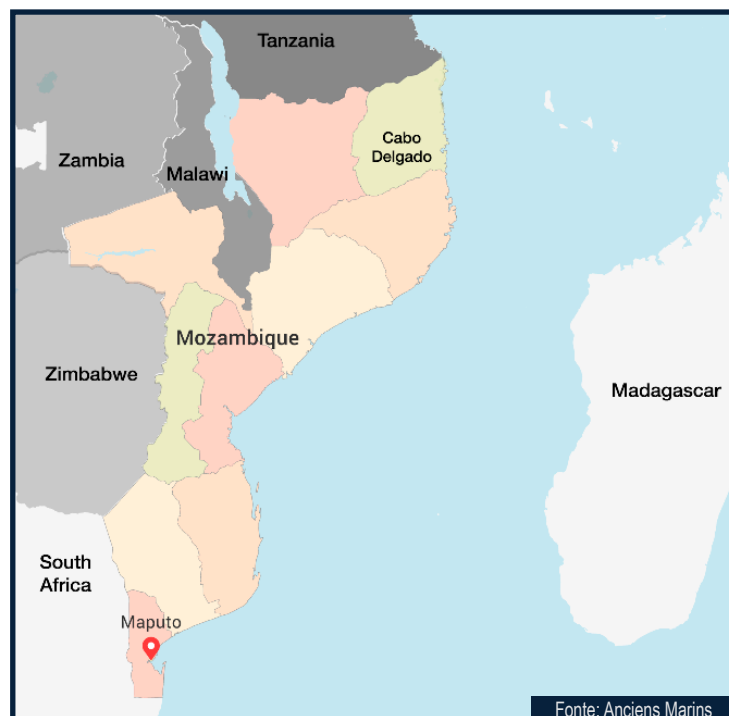 Tanzania
Cabo
Delgado
Zambia
Malawi
Mozambique
Zimbabwe
Madagascar
South
Africa
Maputo
Fonte: Anciens Marins